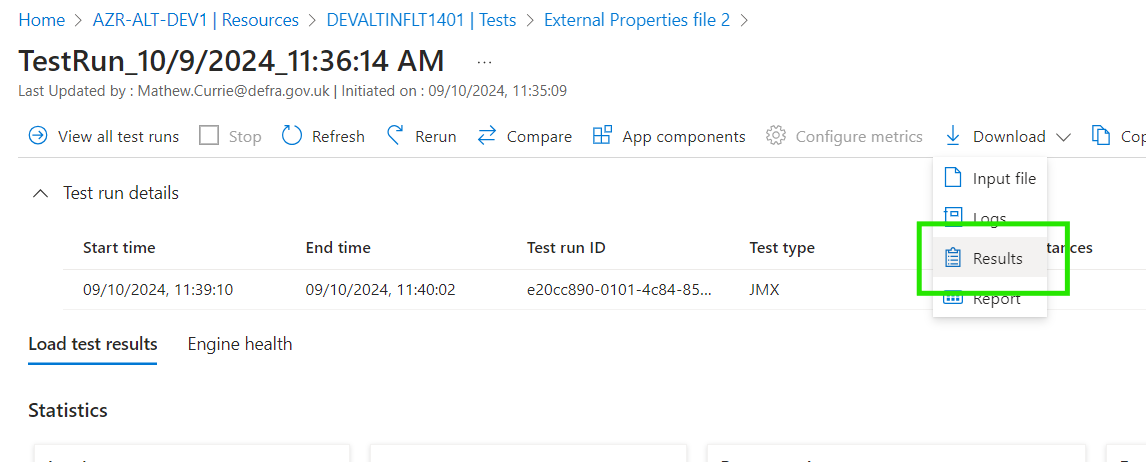 Home > AZR-ALT-DEV1 | Resources > DEVALTINFLT1401 | Tests > External Properties file 2 >
TestRun_10/9/2024_11:36:14 AM ...
Last Updated by : Mathew.Currie@defra.gov.uk | Initiated on : 09/10/2024, 11:35:09
View all test runs Stop Refresh Rerun Compare App components Configure metrics Download
Input file
Logs
Results
Report
Test run details
Start time End time Test run ID Test type
09/10/2024, 11:39:10 09/10/2024, 11:40:02 e20cc890-0101-4c84-85... JMX
Load test results Engine health
Statistics